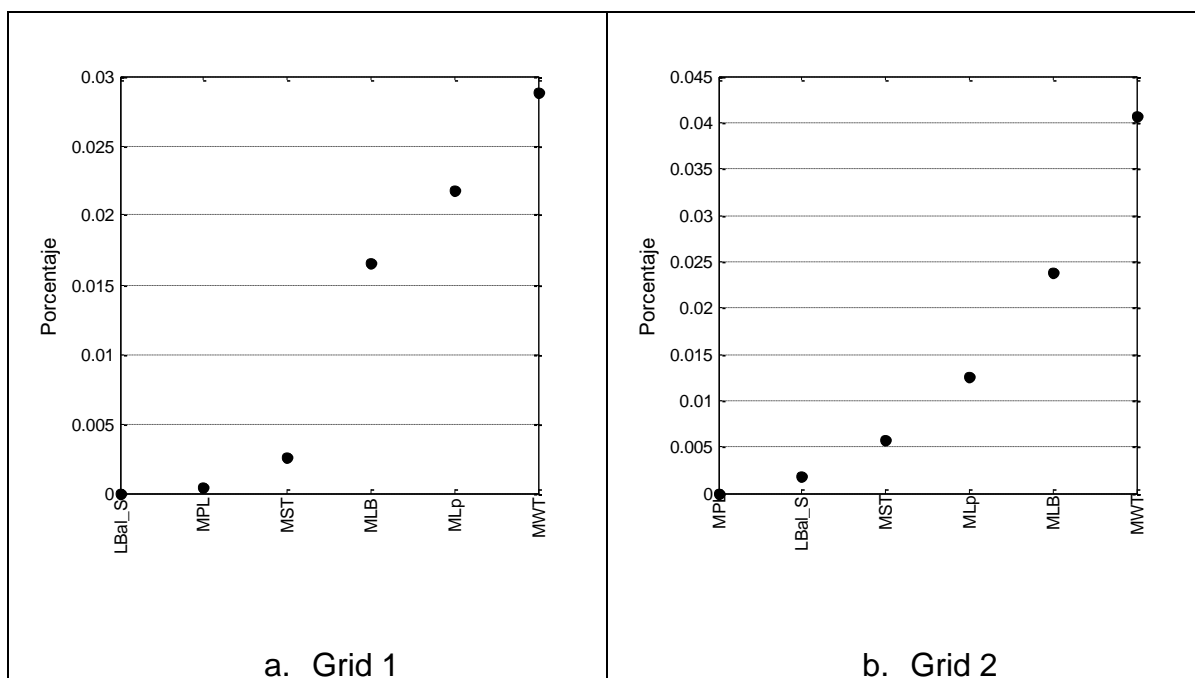 0.03
0.025
0.02
0.015
0.01
0.005
0
Porcentaje
LBal_S
MPL
MST
MLB
MLp
MWT
a. Grid 1
0.045
0.04
0.035
0.03
0.025
0.02
0.015
0.01
0.005
0
Porcentaje
MPL
LBal_S
MST
MLp
MLB
MWT
b. Grid 2